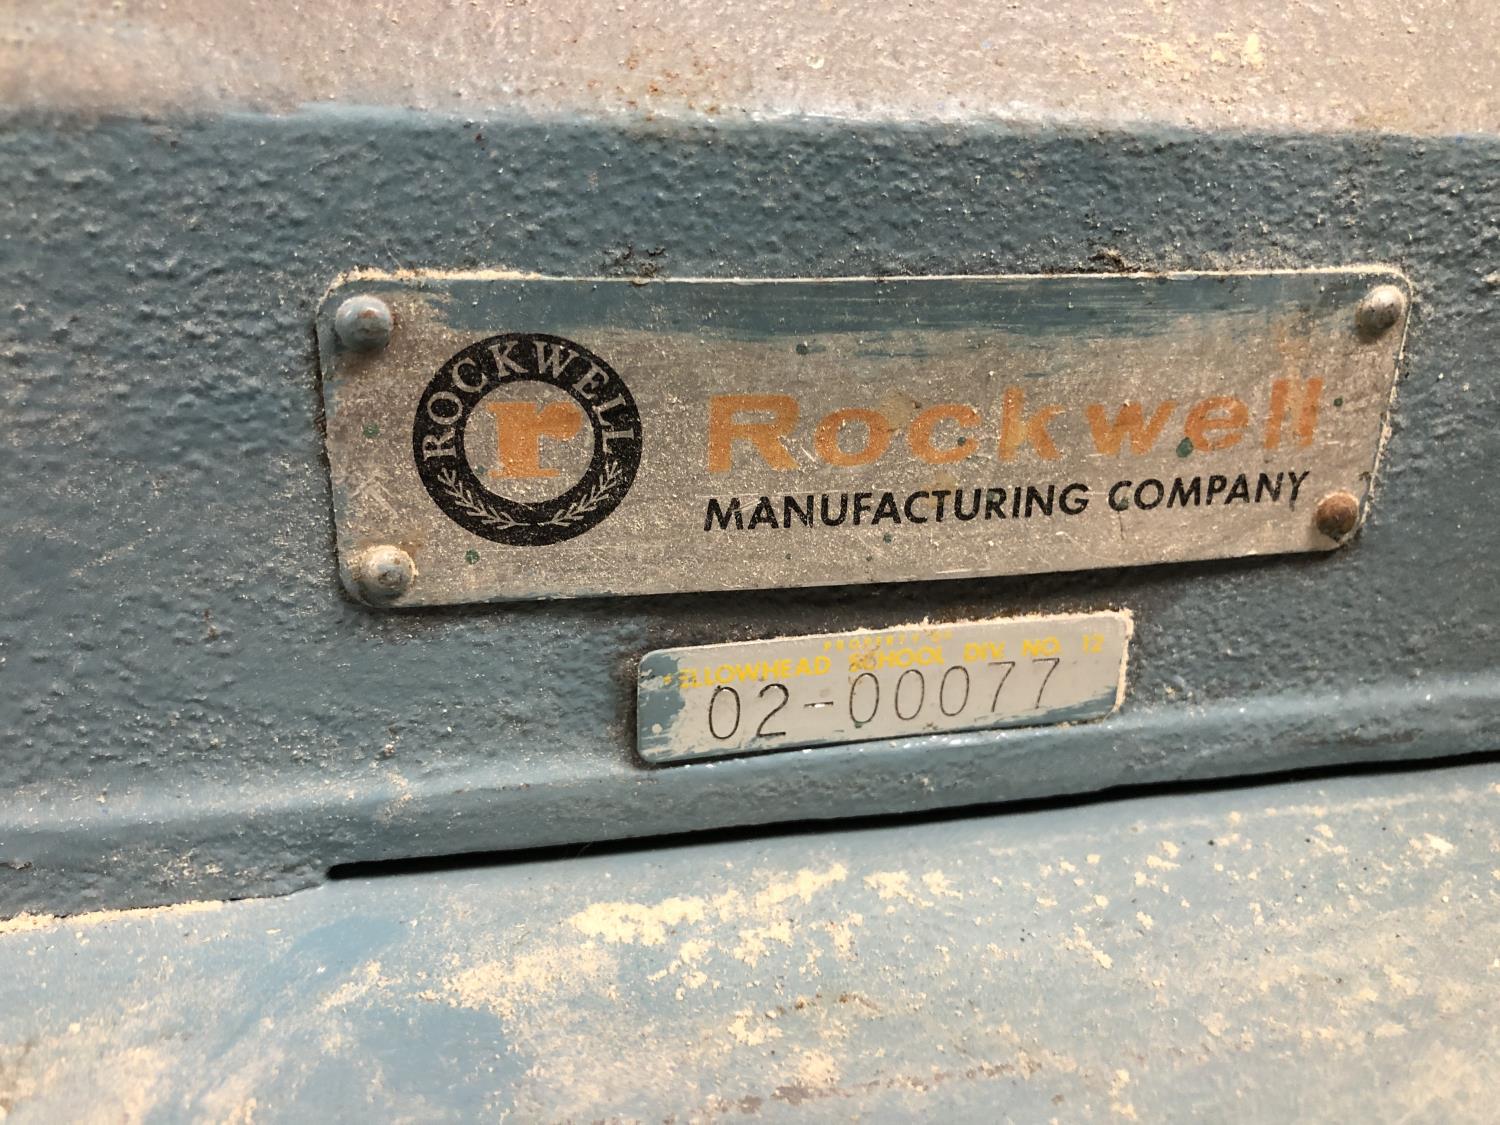 ROCKWELL
r
Rockwell
MANUFACTURING COMPANY
PROPERTY OF
ELLOWHEAD SCHOOL DIV. NO. 12
02-00077